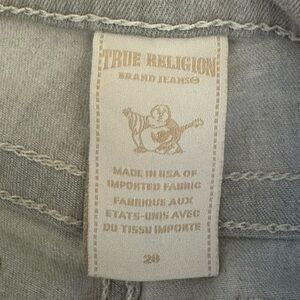 TRUE RELIGION
BRAND JEANS®
MADE IN USA OF
IMPORTED FABRIC
FABRIQUE AUX
ETATS-UNIS AVEC
DU TISSU IMPORTE
28